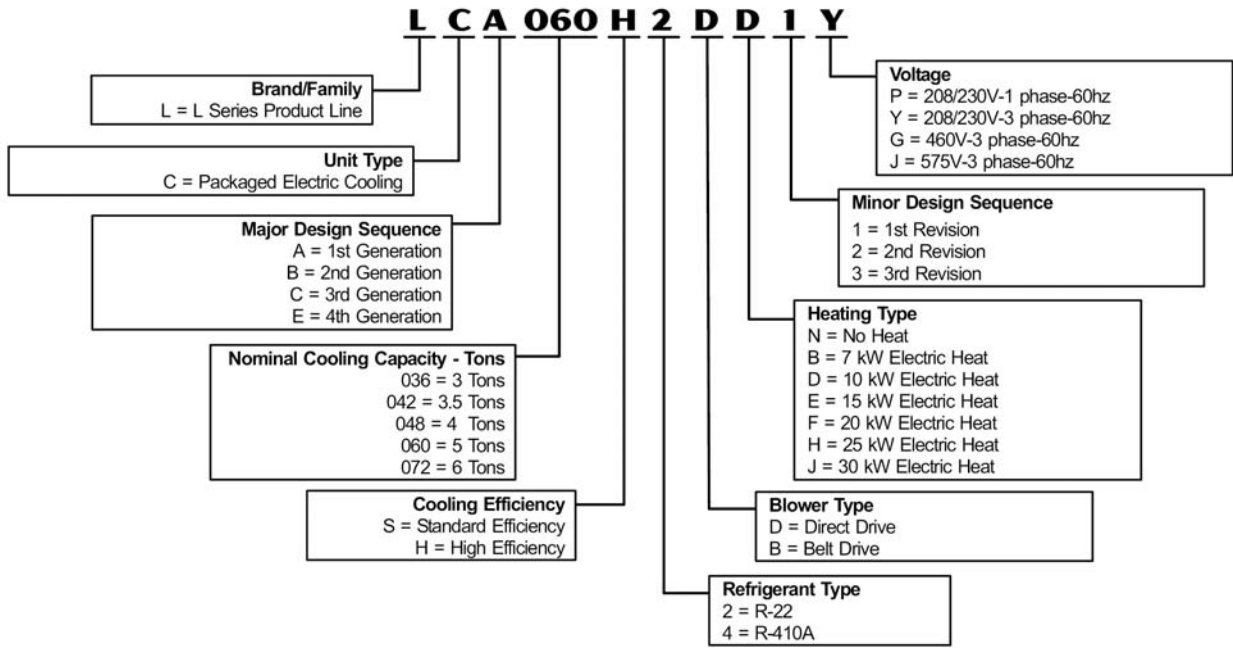 L C A 060 H 2 D D 1 Y
Brand/Family
L = L Series Product Line
Unit Type
C = Packaged Electric Cooling
Major Design Sequence
A = 1st Generation
B = 2nd Generation
C = 3rd Generation
E = 4th Generation
Nominal Cooling Capacity - Tons
036 = 3 Tons
042 = 3.5 Tons
048 = 4 Tons
060 = 5 Tons
072 = 6 Tons
Cooling Efficiency
S = Standard Efficiency
H = High Efficiency
Voltage
P = 208/230V-1 phase-60hz
Y = 208/230V-3 phase-60hz
G = 460V-3 phase-60hz
J = 575V-3 phase-60hz
Minor Design Sequence
1 = 1st Revision
2 = 2nd Revision
3 = 3rd Revision
Heating Type
N = No Heat
B = 7 kW Electric Heat
D = 10 kW Electric Heat
E = 15 kW Electric Heat
F = 20 kW Electric Heat
H = 25 kW Electric Heat
J = 30 kW Electric Heat
Blower Type
D = Direct Drive
B = Belt Drive
Refrigerant Type
2 = R-22
4 = R-410A